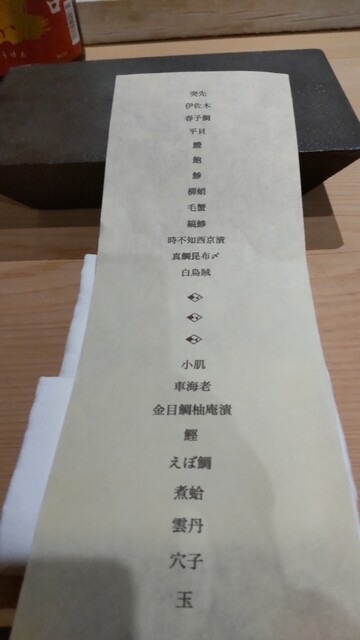 突先
伊佐木
春子鯛
平貝
鰻
鮑
鯵
柳蛸
毛蟹
縞鯵
時不知西京漬
真鯛昆布〆
白烏賊
小肌
車海老
金目鯛柚庵漬
鰹
えぼ鯛
煮蛤
雲丹
穴子
玉